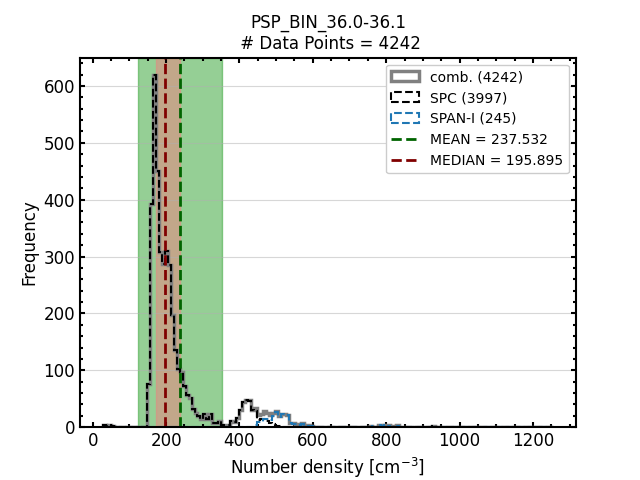 PSP_BIN_36.0-36.1
# Data Points = 4242
comb. (4242)
SPC (3997)
SPAN-I (245)
MEAN = 237.532
MEDIAN = 195.895
Frequency
600
500
400
300
200
100
0
0 200 400 600 800 1000 1200
Number density [cm⁻³]